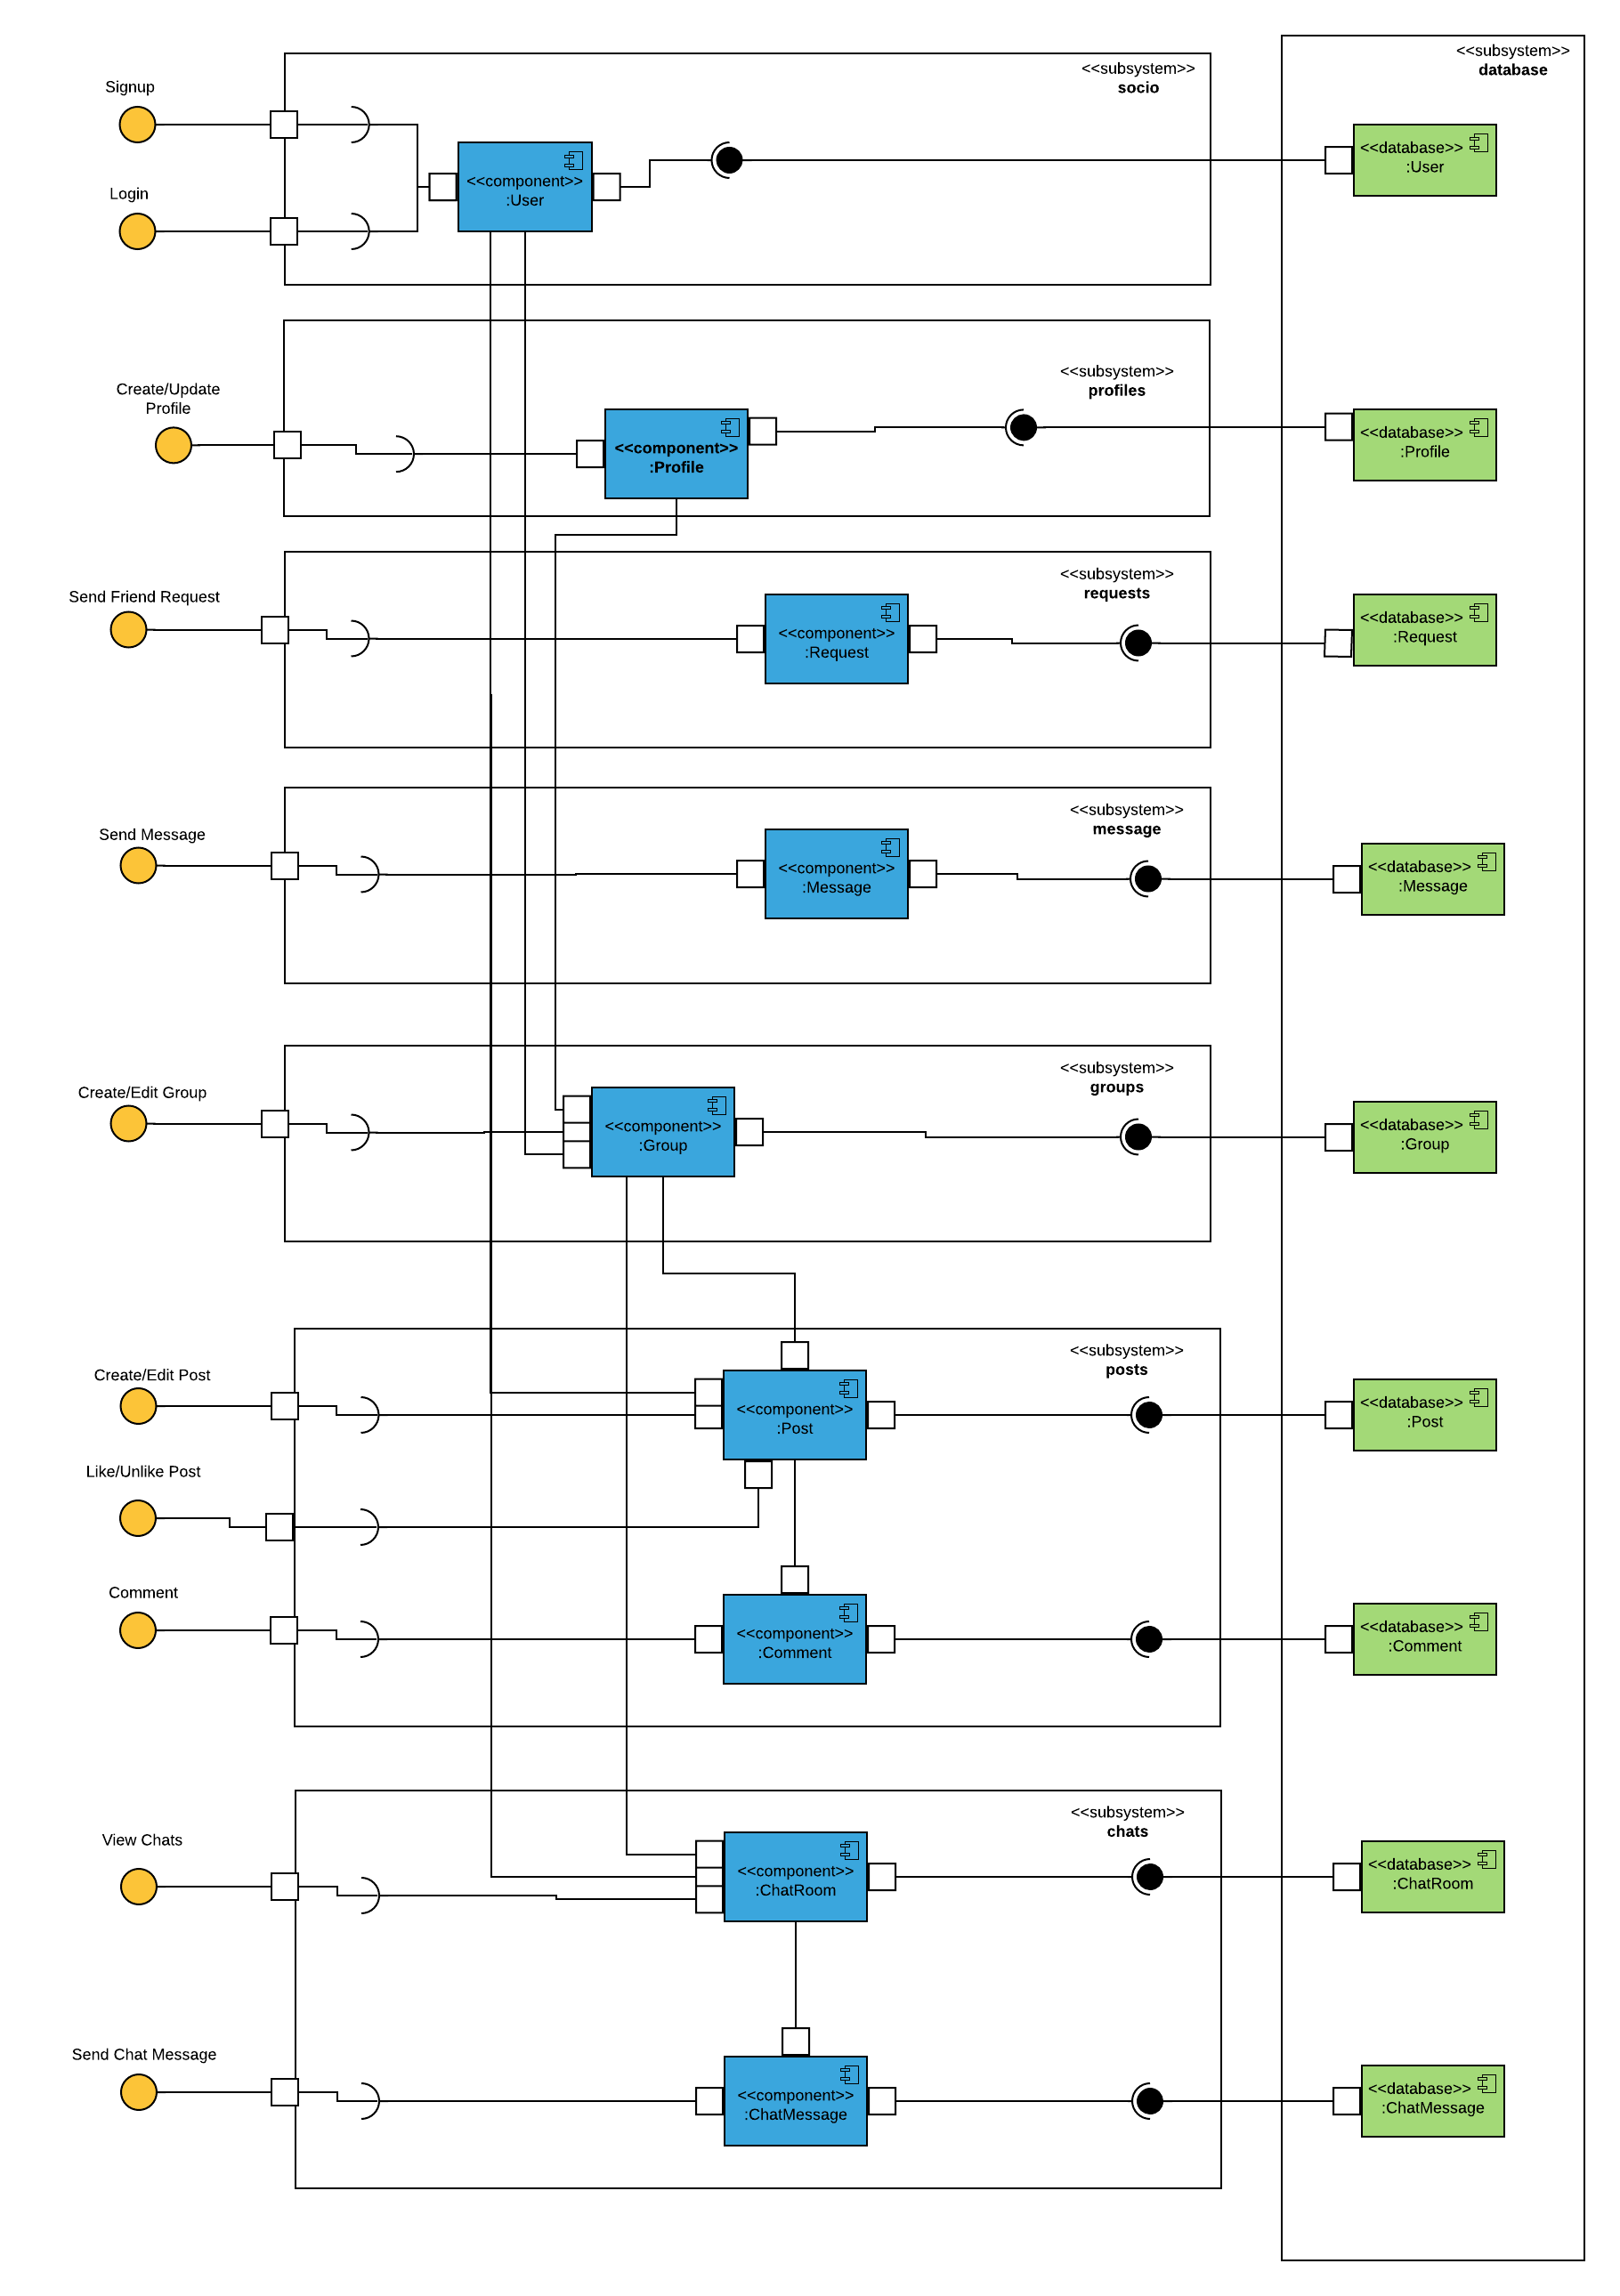 <<subsystem>>
database
<<subsystem>>
socio
Signup
Login
<<component>>
:User
<<database>>
:User
Create/Update
Profile
<<subsystem>>
profiles
<<component>>
:Profile
<<database>>
:Profile
Send Friend Request
<<subsystem>>
requests
<<component>>
:Request
<<database>>
:Request
Send Message
<<subsystem>>
message
<<component>>
:Message
<<database>>
:Message
Create/Edit Group
<<subsystem>>
groups
<<component>>
:Group
<<database>>
:Group
<<subsystem>>
posts
Create/Edit Post
<<component>>
:Post
<<database>>
:Post
Like/Unlike Post
Comment
<<component>>
:Comment
<<database>>
:Comment
<<subsystem>>
chats
View Chats
<<component>>
:ChatRoom
<<database>>
:ChatRoom
Send Chat Message
<<component>>
:ChatMessage
<<database>>
:ChatMessage